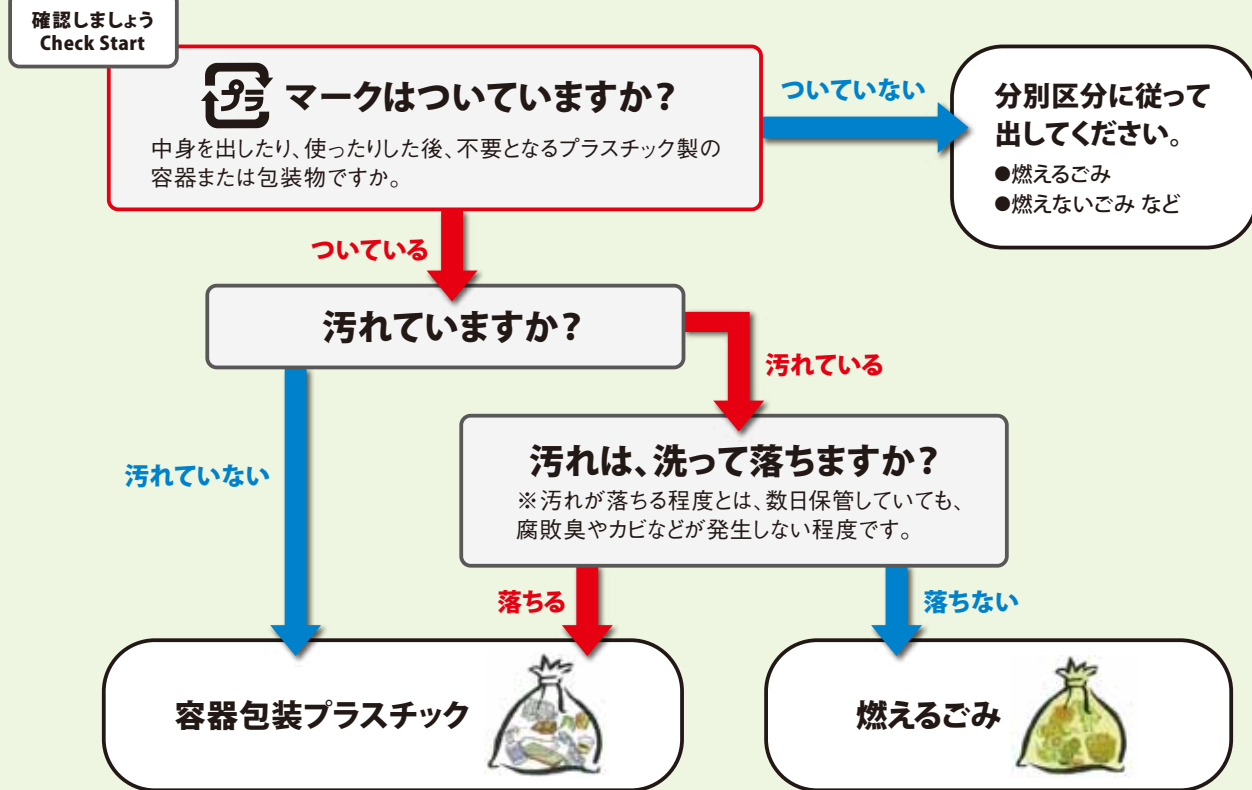 確認しましょう
Check Start
プラ マークはついていますか？
中身を出したり、使ったりした後、不要となるプラスチック製の
容器または包装物ですか。
ついていない
分別区分に従って
出してください。
●燃えるごみ
●燃えないごみ など
ついている
汚れていますか？
汚れている
汚れていない
汚れは、洗って落ちますか？
※汚れが落ちる程度とは、数日保管していても、
腐敗臭やカビなどが発生しない程度です。
落ちる
落ちない
容器包装プラスチック
燃えるごみ